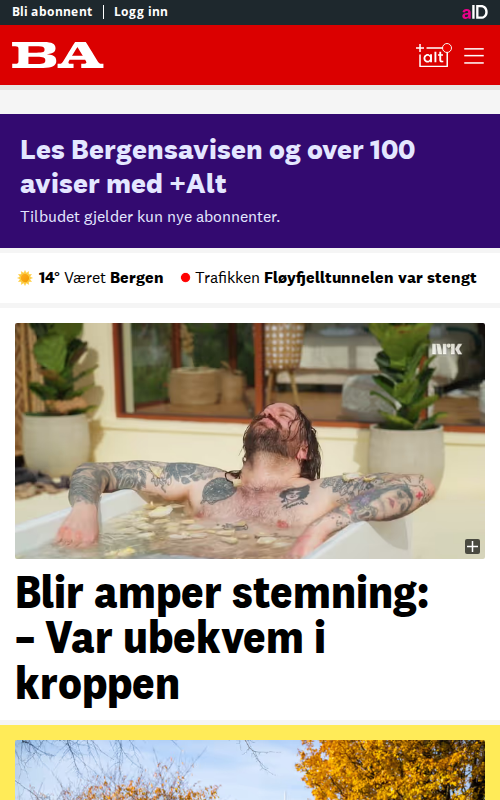 Bli abonnent | Logg inn
aID
BA
+alt
Les Bergensavisen og over 100
aviser med +Alt
Tilbudet gjelder kun nye abonnenter.
14° Været Bergen
Trafikken Fløyfjelltunnelen var stengt
nrk
Blir amper stemning:
– Var ubekvem i
kroppen